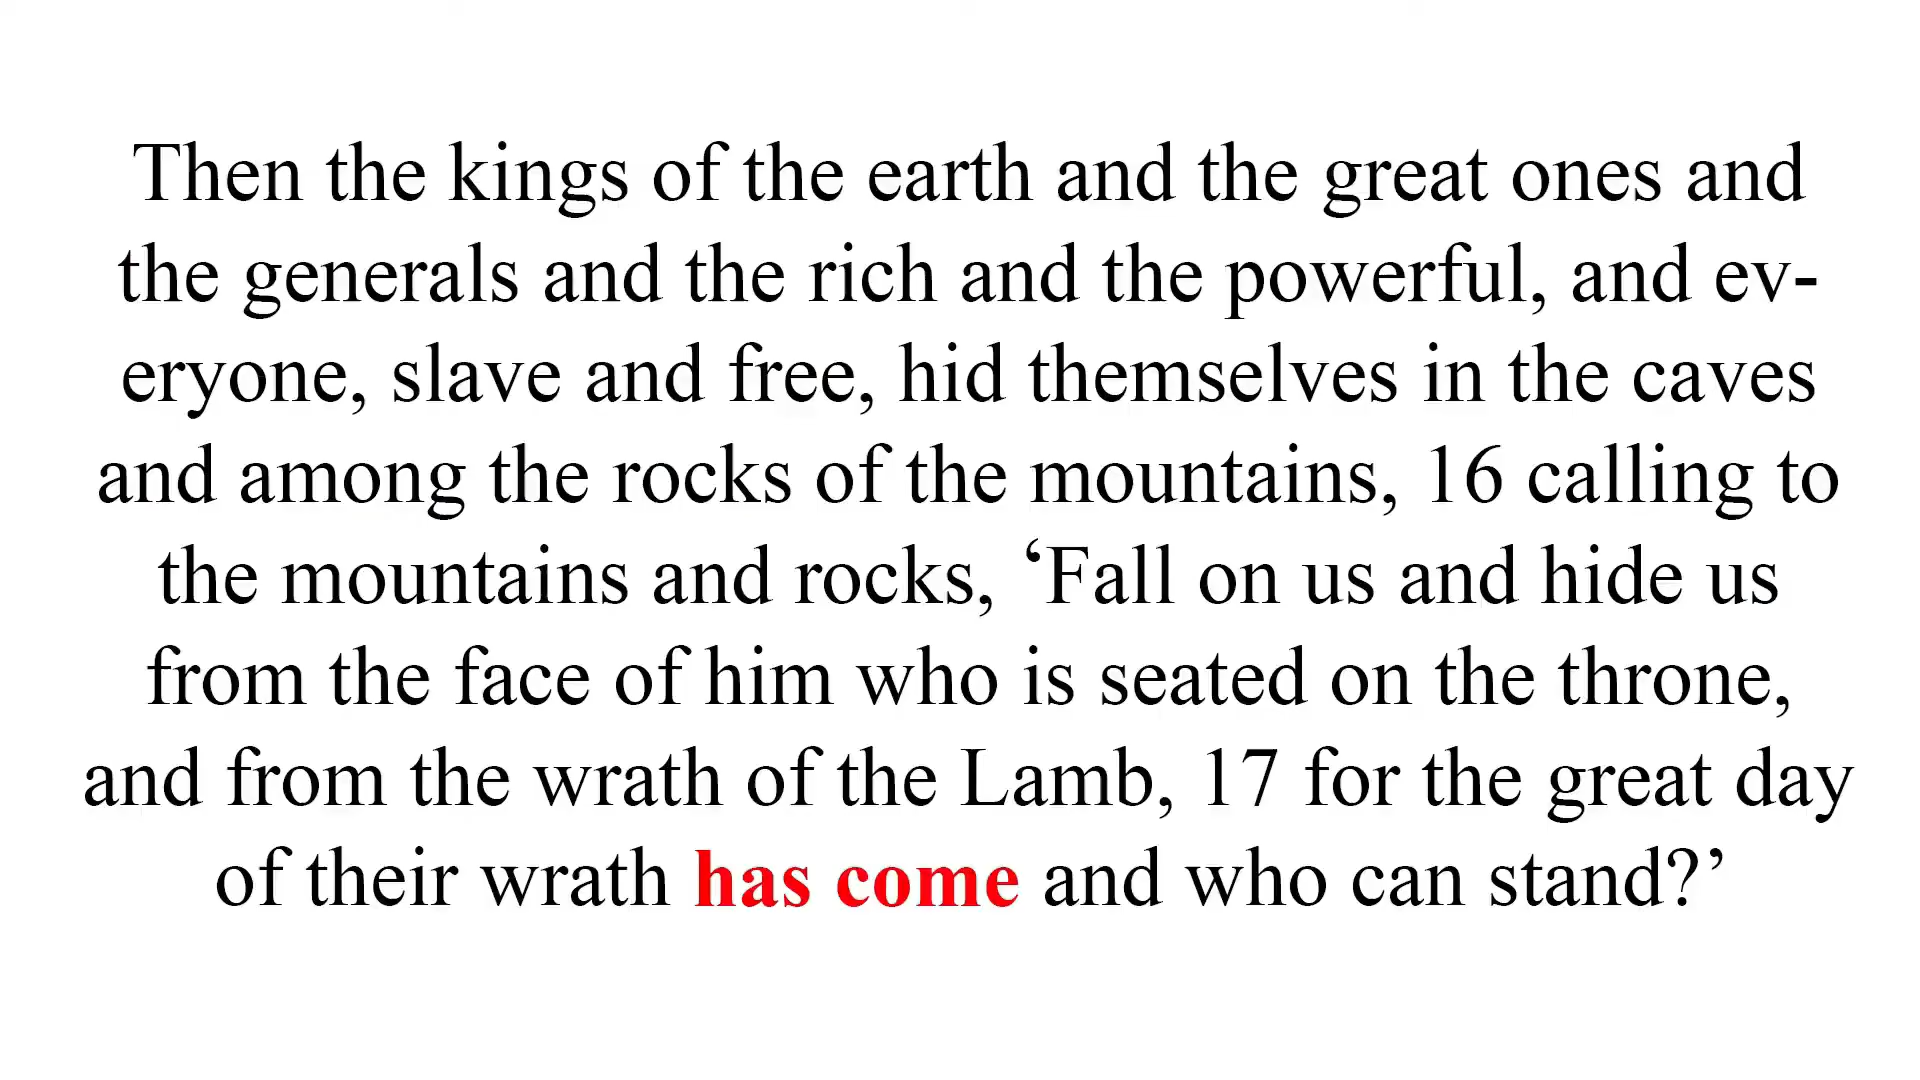 Then the kings of the earth and the great ones and
the generals and the rich and the powerful, and ev-
eryone, slave and free, hid themselves in the caves
and among the rocks of the mountains, 16 calling to
the mountains and rocks, ‘Fall on us and hide us
from the face of him who is seated on the throne,
and from the wrath of the Lamb, 17 for the great day
of their wrath has come and who can stand?’